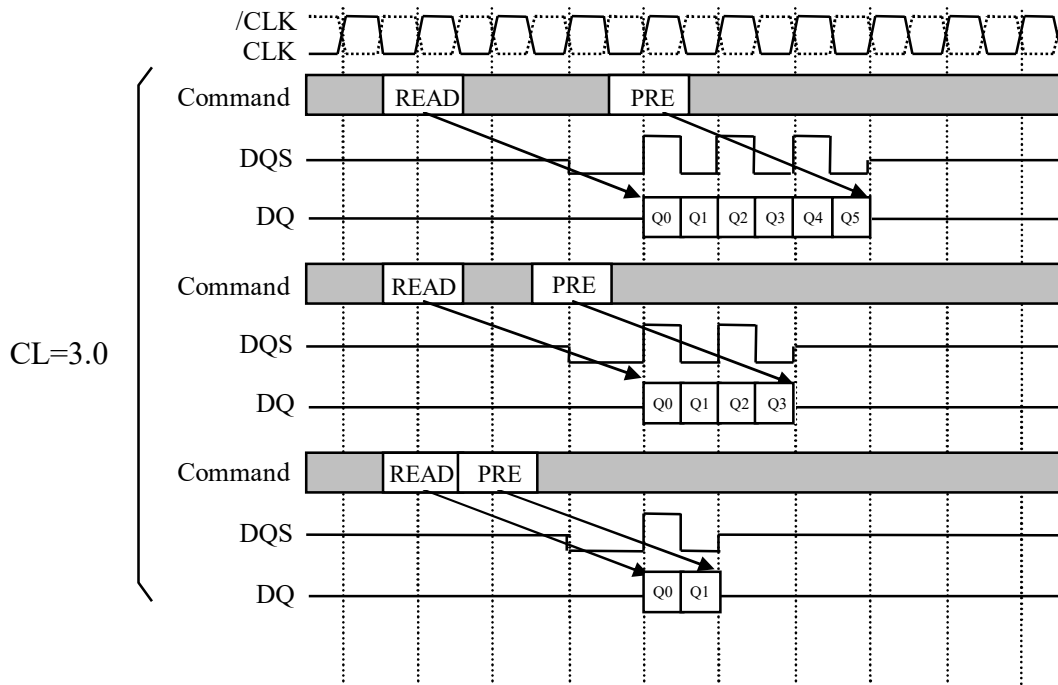 /CLK
CLK
Command READ PRE
DQS
DQ Q0 Q1 Q2 Q3 Q4 Q5
Command READ PRE
CL=3.0
DQS
DQ Q0 Q1 Q2 Q3
Command READ PRE
DQS
DQ Q0 Q1